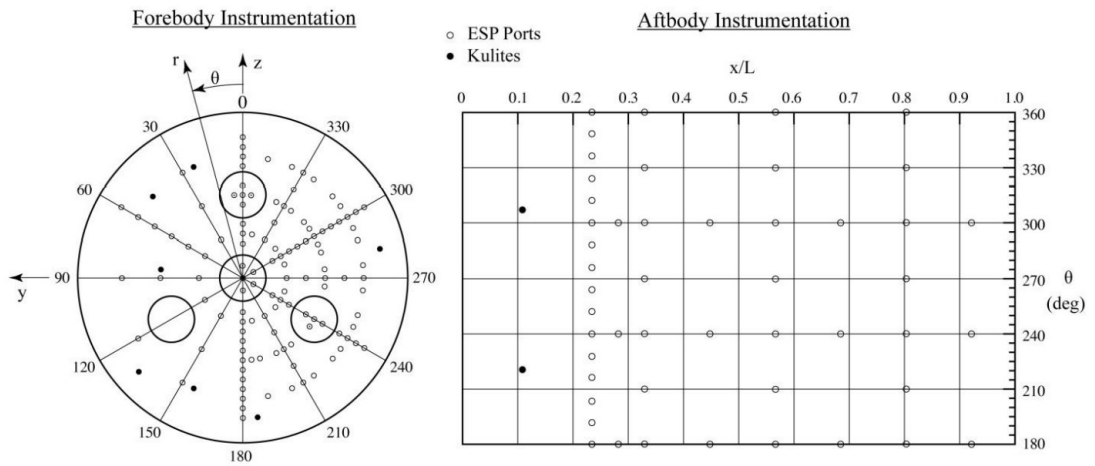 Forebody Instrumentation
Aftbody Instrumentation
ESP Ports
Kulites
r
θ
z
y
0
30
60
90
120
150
180
210
240
270
300
330
x/L
0 0.1 0.2 0.3 0.4 0.5 0.6 0.7 0.8 0.9 1.0
360
330
300
270
240
210
180
θ
(deg)